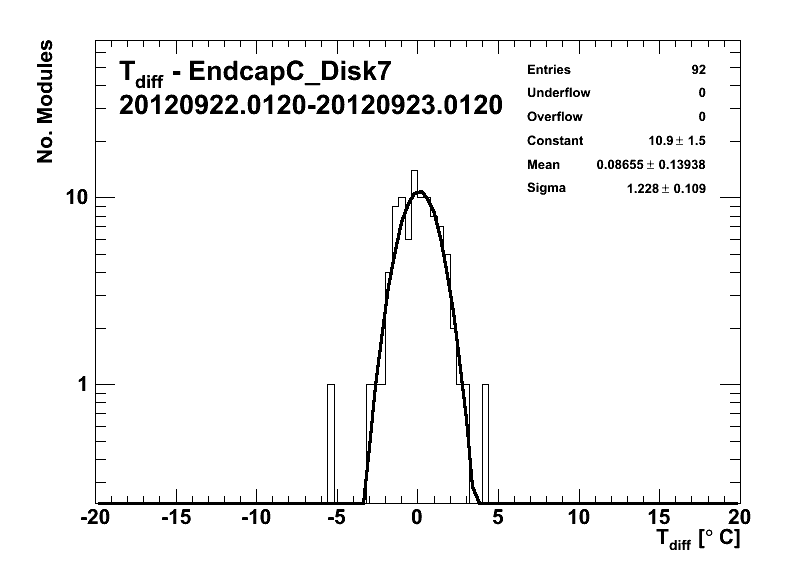 No. Modules
Tdiff - EndcapC_Disk7
20120922.0120-20120923.0120
Entries 92
Underflow 0
Overflow 0
Constant 10.9 ± 1.5
Mean 0.08655 ± 0.13938
Sigma 1.228 ± 0.109
10
1
-20 -15 -10 -5 0 5 10 15 20
Tdiff [° C]